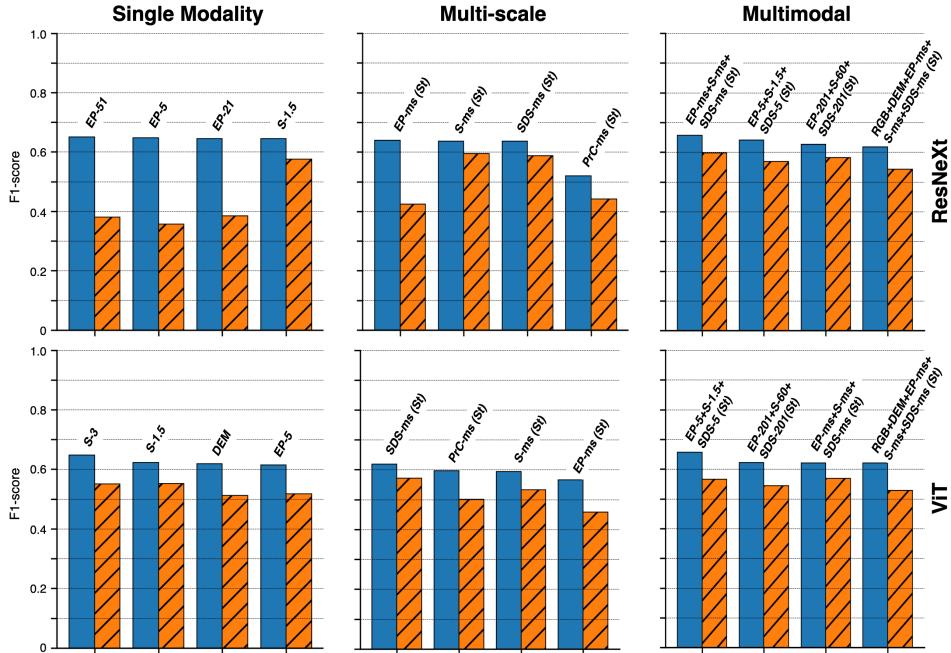 Single Modality
Multi-scale
Multimodal
1.0
0.8
0.6
0.4
0.2
0
F1-score
EP-51
EP-5
EP-21
S-1.5
EP-ms (St)
S-ms (St)
SDS-ms (St)
PrC-ms (St)
EP-ms+S-ms+
SDS-ms (St)
EP-5+S-1.5+
SDS-5 (St)
EP-201+S-60+
SDS-201(St)
RGB+DEM+EP-ms+
S-ms+SDS-ms (St)
ResNeXt
1.0
0.8
0.6
0.4
0.2
0
F1-score
S-3
S-1.5
DEM
EP-5
SDS-ms (St)
PrC-ms (St)
S-ms (St)
EP-ms (St)
EP-5+S-1.5+
SDS-5 (St)
EP-201+S-60+
SDS-201(St)
EP-ms+S-ms+
SDS-ms (St)
RGB+DEM+EP-ms+
S-ms+SDS-ms (St)
ViT